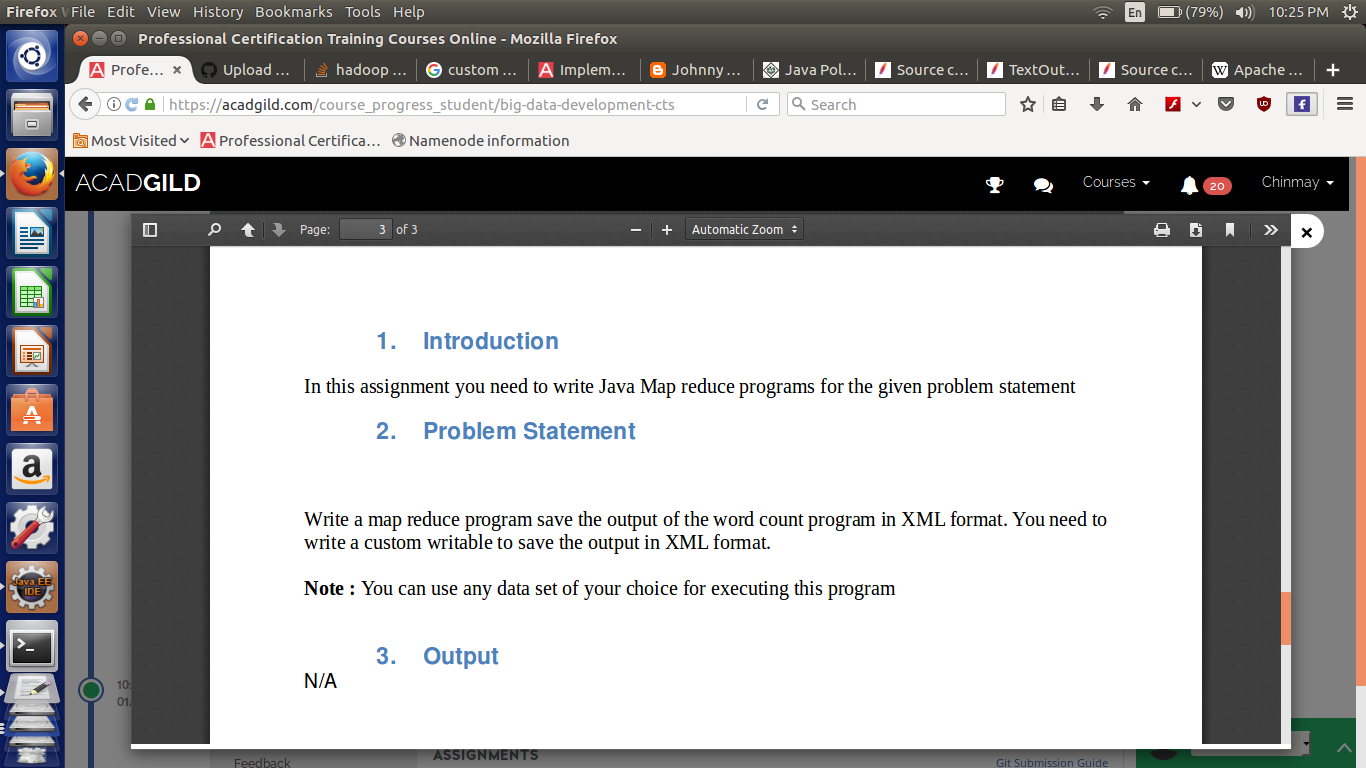 Firefox W File Edit View History Bookmarks Tools Help En (79%) 10:25 PM
Professional Certification Training Courses Online - Mozilla Firefox
Profe... Upload ... hadoop ... custom ... Implem... Johnny ... Java Pol... Source c... TextOut... Source c... Apache ...
https://acadgild.com/course_progress_student/big-data-development-cts Search
Most Visited Professional Certifica... Namenode information
ACADGILD Courses 20 Chinmay
Page: 3 of 3 Automatic Zoom
1. Introduction
In this assignment you need to write Java Map reduce programs for the given problem statement
2. Problem Statement
Write a map reduce program save the output of the word count program in XML format. You need to
write a custom writable to save the output in XML format.
Note : You can use any data set of your choice for executing this program
3. Output
N/A
Java EE
IDE
10:
01/
Feedback
ASSIGNMENTS
Git Submission Guide